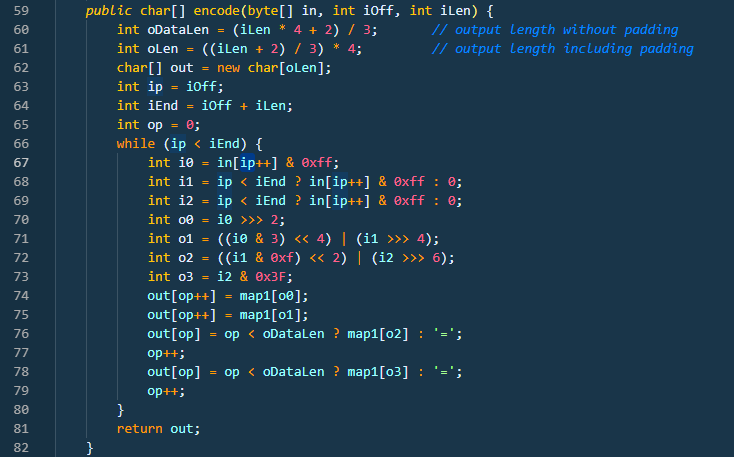 59    public char[] encode(byte[] in, int iOff, int iLen) {
60        int oDataLen = (iLen * 4 + 2) / 3;       // output length without padding
61        int oLen = ((iLen + 2) / 3) * 4;         // output length including padding
62        char[] out = new char[oLen];
63        int ip = iOff;
64        int iEnd = iOff + iLen;
65        int op = 0;
66        while (ip < iEnd) {
67            int i0 = in[ip++] & 0xff;
68            int i1 = ip < iEnd ? in[ip++] & 0xff : 0;
69            int i2 = ip < iEnd ? in[ip++] & 0xff : 0;
70            int o0 = i0 >>> 2;
71            int o1 = ((i0 & 3) << 4) | (i1 >>> 4);
72            int o2 = ((i1 & 0xf) << 2) | (i2 >>> 6);
73            int o3 = i2 & 0x3F;
74            out[op++] = map1[o0];
75            out[op++] = map1[o1];
76            out[op] = op < oDataLen ? map1[o2] : '=';
77            op++;
78            out[op] = op < oDataLen ? map1[o3] : '=';
79            op++;
80        }
81        return out;
82    }